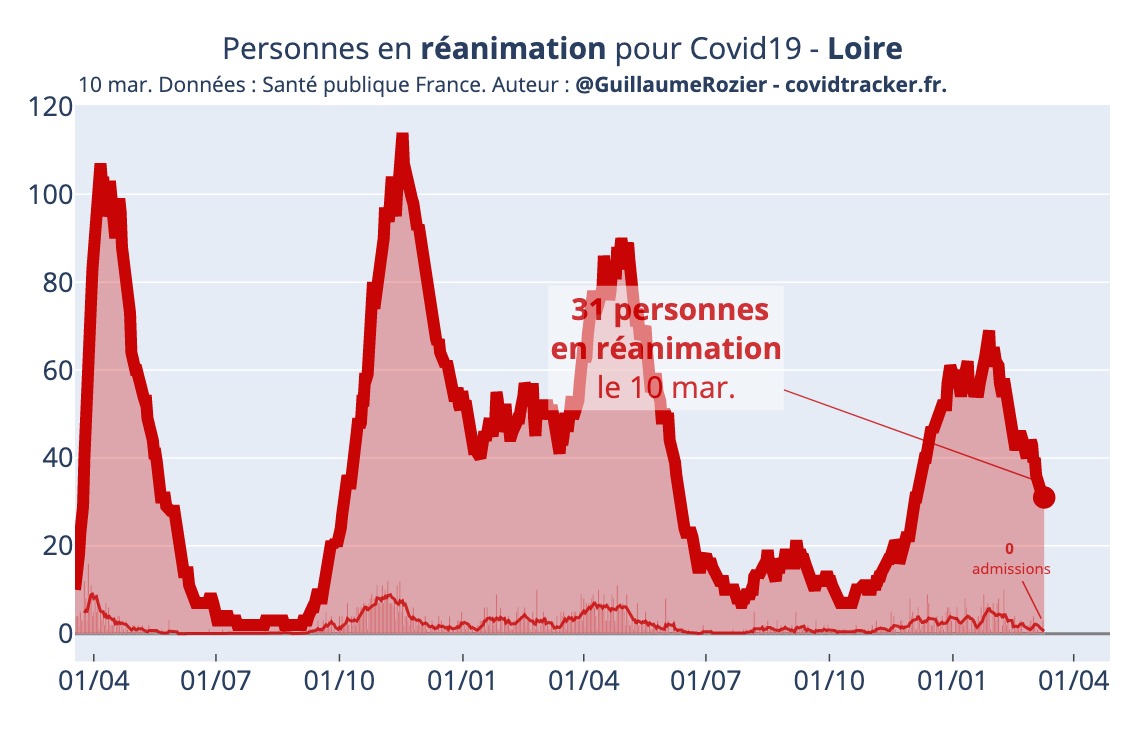 Personnes en réanimation pour Covid19 - Loire
10 mar. Données : Santé publique France. Auteur : @GuillaumeRozier - covidtracker.fr.
120
100
80
60
40
20
0
31 personnes
en réanimation
le 10 mar.
0
admissions
01/04 01/07 01/10 01/01 01/04 01/07 01/10 01/01 01/04